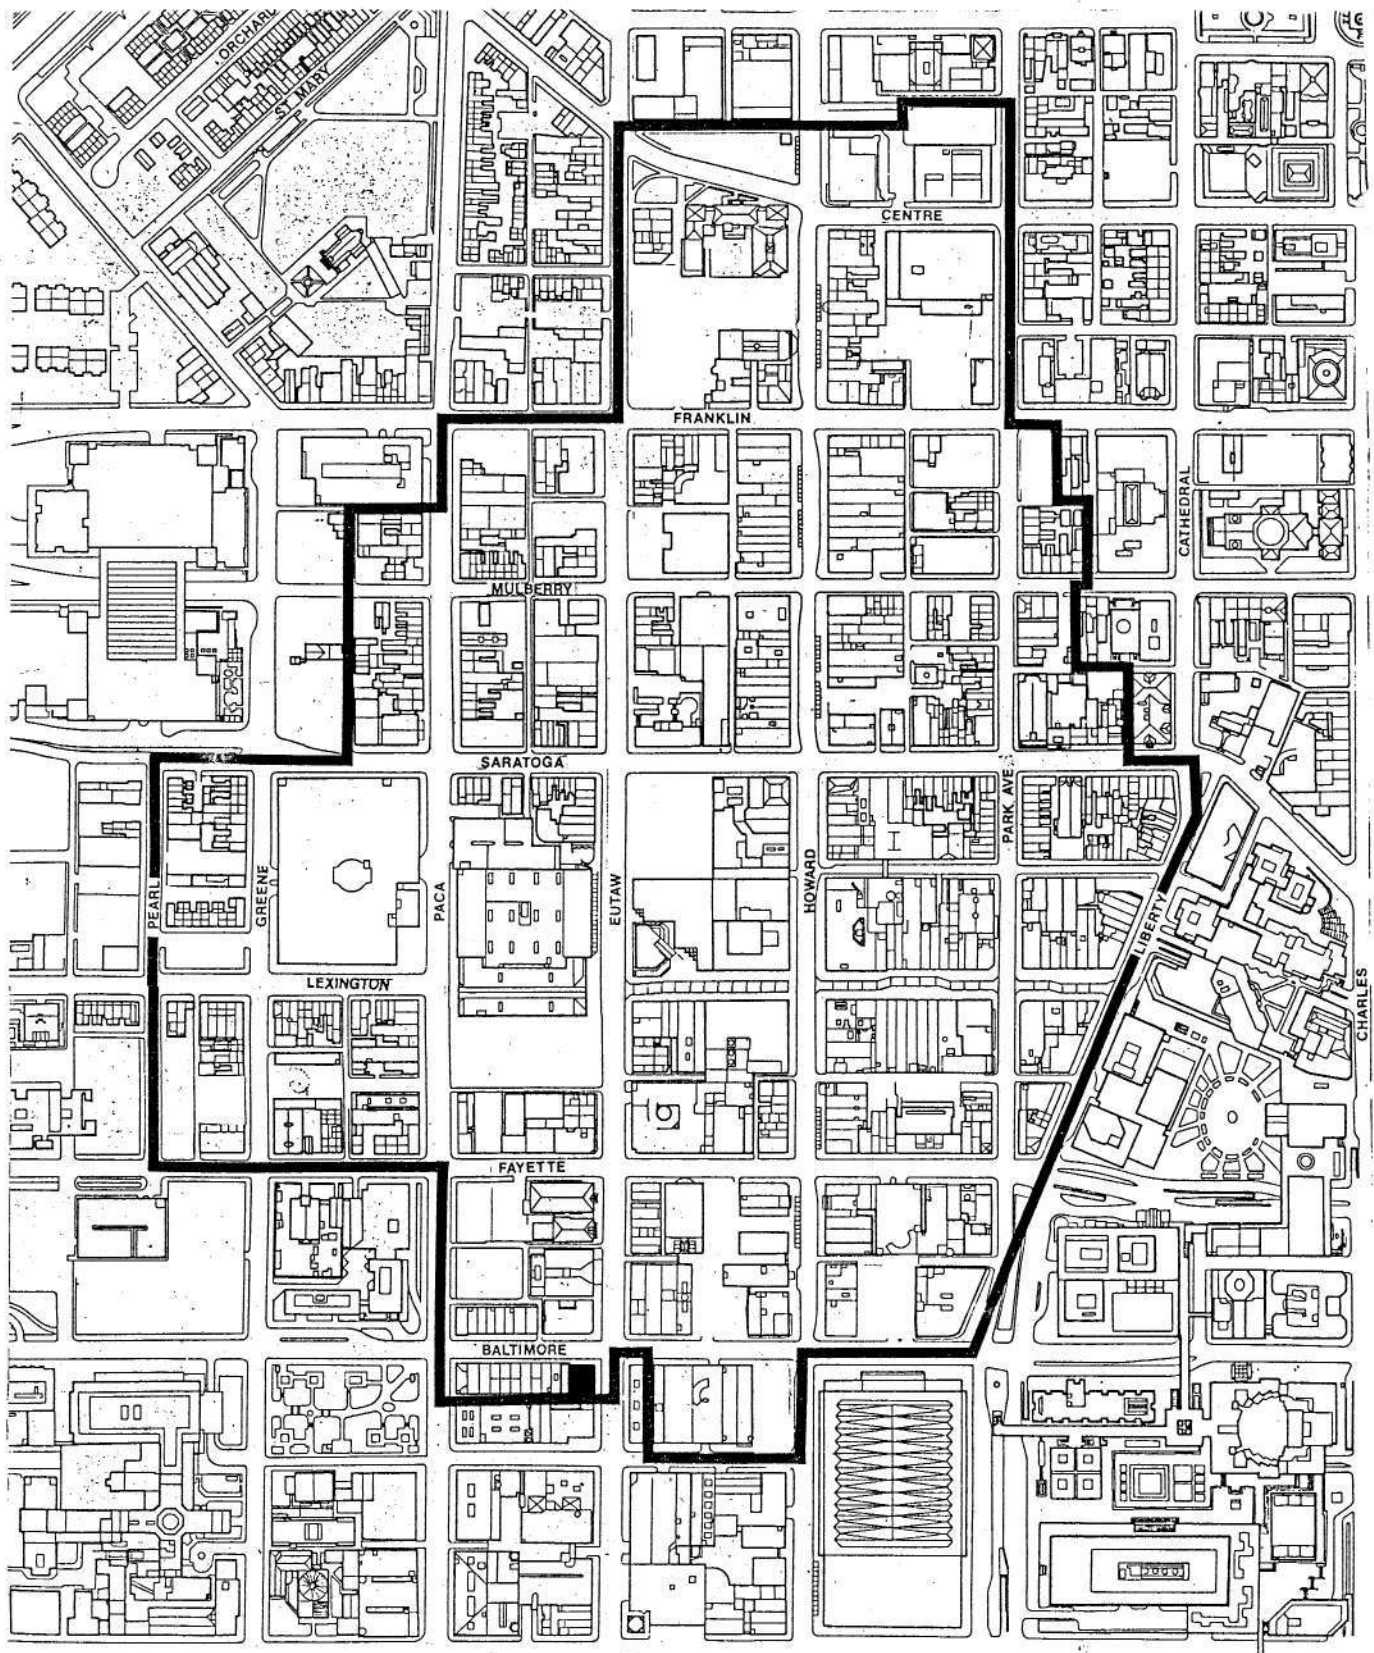 ORCHARD
ST MARY
CENTRE
FRANKLIN
CATHEDRAL
MULBERRY
SARATOGA
PARK AVE
PEARL
GREENE
PACA
EUTAW
HOWARD
LIBERTY
LEXINGTON
CHARLES
FAYETTE
BALTIMORE